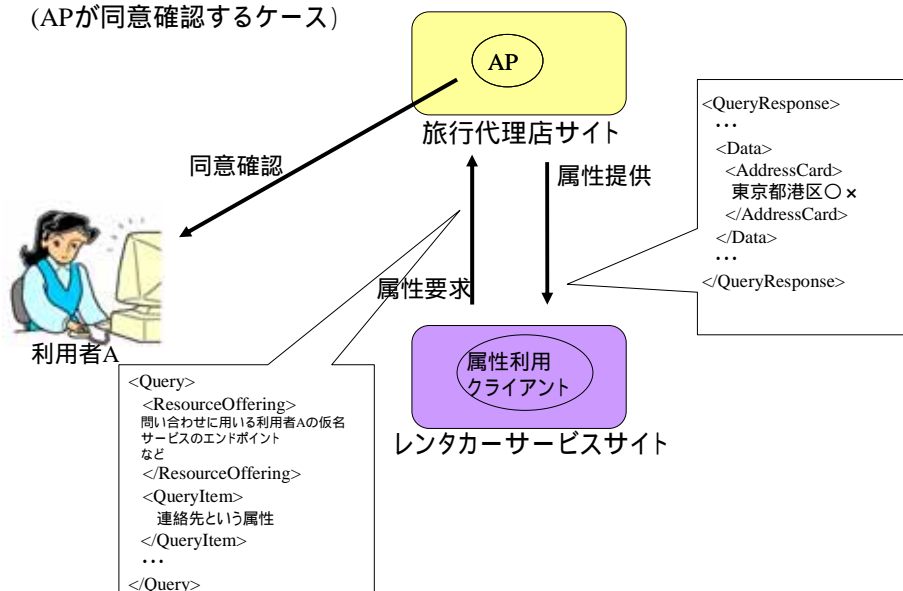 (APが同意確認するケース)
AP
旅行代理店サイト
同意確認
属性提供
属性要求
<QueryResponse>
･･･
<Data>
<AddressCard>
東京都港区〇×
</AddressCard>
</Data>
･･･
</QueryResponse>
利用者A
属性利用
クライアント
レンタカーサービスサイト
<Query>
<ResourceOffering>
問い合わせに用いる利用者Aの仮名
サービスのエンドポイント
など
</ResourceOffering>
<QueryItem>
連絡先という属性
</QueryItem>
･･･
</Query>